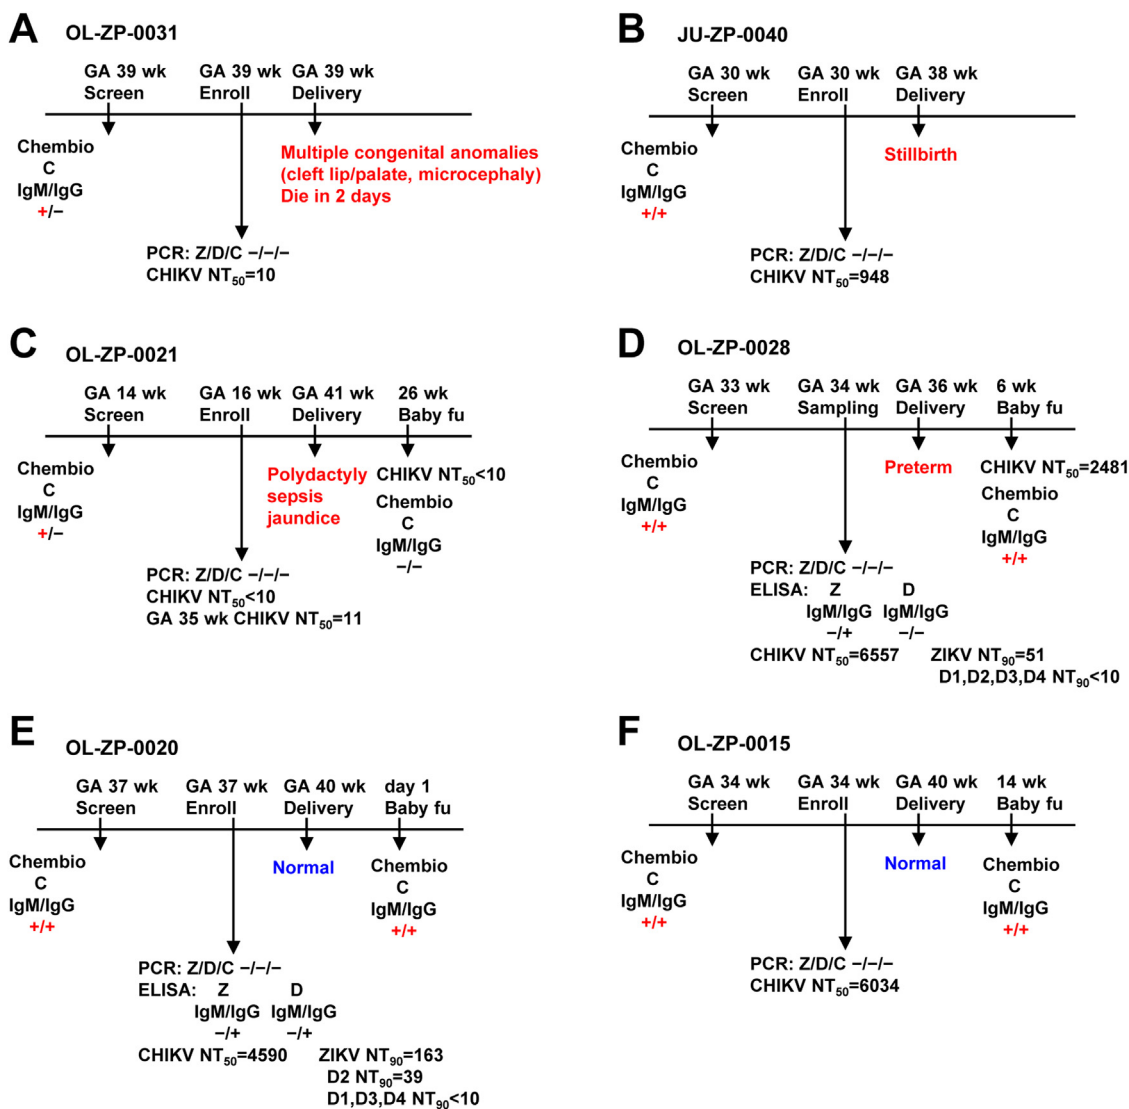 A
OL-ZP-0031
GA 39 wk GA 39 wk GA 39 wk
Screen Enroll Delivery
Chembio
C
IgM/IgG
+/−
Multiple congenital anomalies
(cleft lip/palate, microcephaly)
Die in 2 days
PCR: Z/D/C −/−/−
CHIKV NT50=10
B
JU-ZP-0040
GA 30 wk GA 30 wk GA 38 wk
Screen Enroll Delivery
Chembio
C
IgM/IgG
+/+
Stillbirth
PCR: Z/D/C −/−/−
CHIKV NT50=948
C
OL-ZP-0021
GA 14 wk GA 16 wk GA 41 wk 26 wk
Screen Enroll Delivery Baby fu
Chembio
C
IgM/IgG
+/−
Polydactyly
sepsis
jaundice
CHIKV NT50<10
Chembio
C
IgM/IgG
−/−
PCR: Z/D/C −/−/−
CHIKV NT50<10
GA 35 wk CHIKV NT50=11
D
OL-ZP-0028
GA 33 wk GA 34 wk GA 36 wk 6 wk
Screen Sampling Delivery Baby fu
Chembio
C
IgM/IgG
+/+
Preterm
CHIKV NT50=2481
Chembio
C
IgM/IgG
+/+
PCR: Z/D/C −/−/−
ELISA: Z D
IgM/IgG IgM/IgG
−/+ −/−
CHIKV NT50=6557 ZIKV NT90=51
D1,D2,D3,D4 NT90<10
E
OL-ZP-0020
GA 37 wk GA 37 wk GA 40 wk day 1
Screen Enroll Delivery Baby fu
Chembio
C
IgM/IgG
+/+
Normal
Chembio
C
IgM/IgG
+/+
PCR: Z/D/C −/−/−
ELISA: Z D
IgM/IgG IgM/IgG
−/+ −/+
CHIKV NT50=4590 ZIKV NT90=163
D2 NT90=39
D1,D3,D4 NT90<10
F
OL-ZP-0015
GA 34 wk GA 34 wk GA 40 wk 14 wk
Screen Enroll Delivery Baby fu
Chembio
C
IgM/IgG
+/+
Normal
Chembio
C
IgM/IgG
+/+
PCR: Z/D/C −/−/−
CHIKV NT50=6034